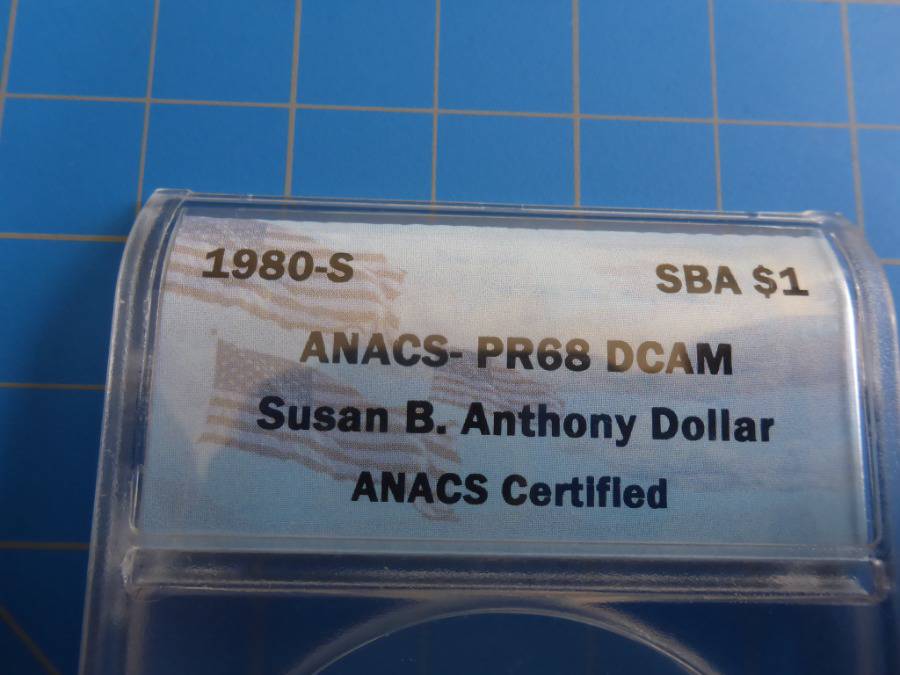 1980-S SBA $1
ANACS- PR68 DCAM
Susan B. Anthony Dollar
ANACS Certified